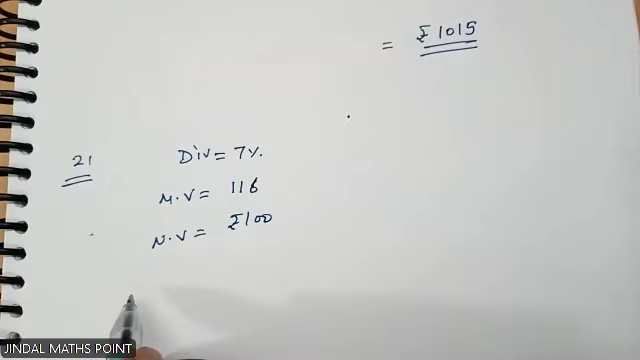 = ₹1015
21 Div = 7%.
M.V = 116
N.V = ₹100
JINDAL MATHS POINT